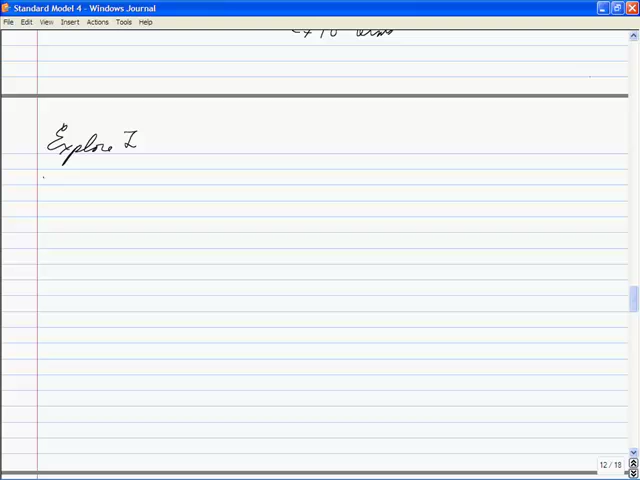 Standard Model 4 - Windows Journal
File Edit View Insert Actions Tools Help
Explore I
12 / 18